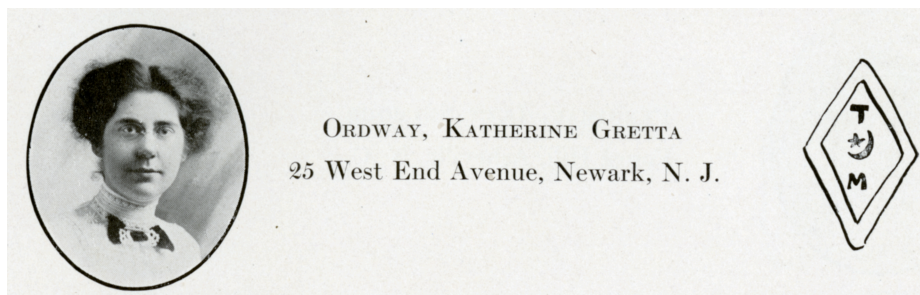 Ordway, Katherine Gretta
25 West End Avenue, Newark, N. J.
T
M